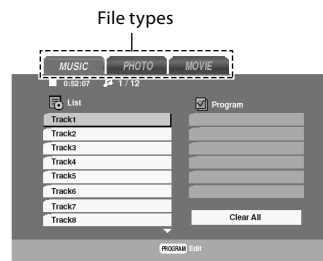 File types
MUSIC PHOTO MOVIE
0:52:07 1 / 12
List
Program
Track1
Track2
Track3
Track4
Track5
Track6
Track7
Track8
Clear All
PROGRAM Edit